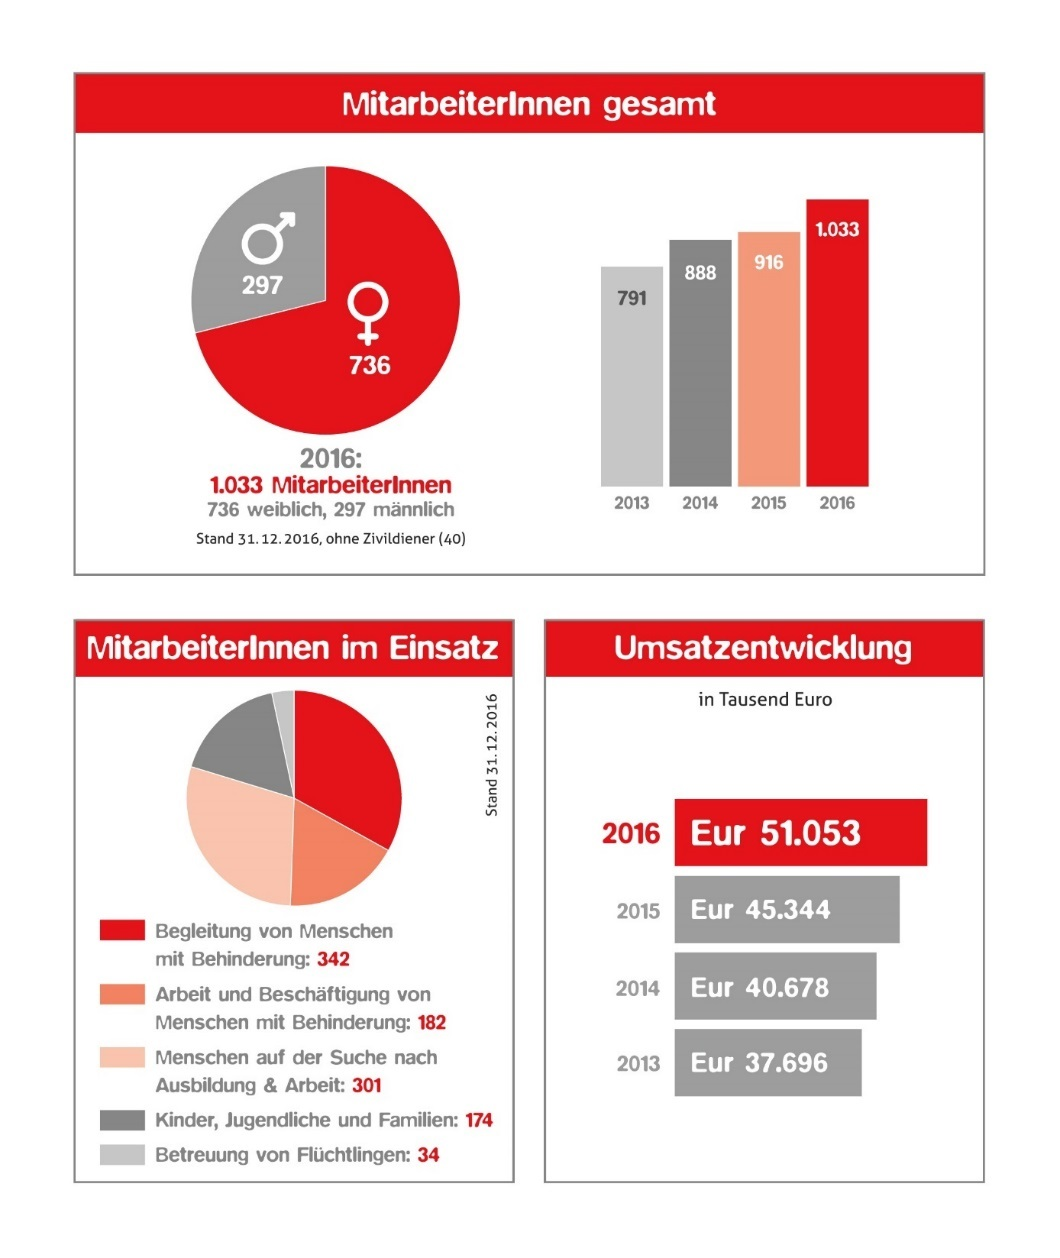 MitarbeiterInnen gesamt
297
736
2016:
1.033 MitarbeiterInnen
736 weiblich, 297 männlich
Stand 31.12.2016, ohne Zivildiener (40)
791
888
916
1.033
2013
2014
2015
2016
MitarbeiterInnen im Einsatz
Stand 31.12.2016
Begleitung von Menschen
mit Behinderung: 342
Arbeit und Beschäftigung von
Menschen mit Behinderung: 182
Menschen auf der Suche nach
Ausbildung & Arbeit: 301
Kinder, Jugendliche und Familien: 174
Betreuung von Flüchtlingen: 34
Umsatzentwicklung
in Tausend Euro
2016 Eur 51.053
2015 Eur 45.344
2014 Eur 40.678
2013 Eur 37.696